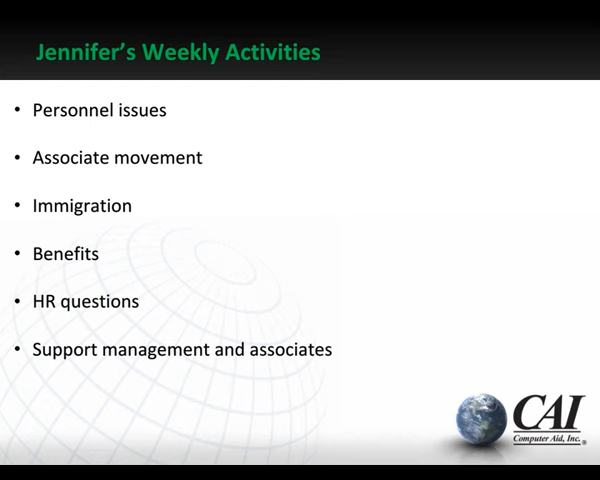 Jennifer’s Weekly Activities
• Personnel issues
• Associate movement
• Immigration
• Benefits
• HR questions
• Support management and associates
CAI
Computer Aid, Inc.®